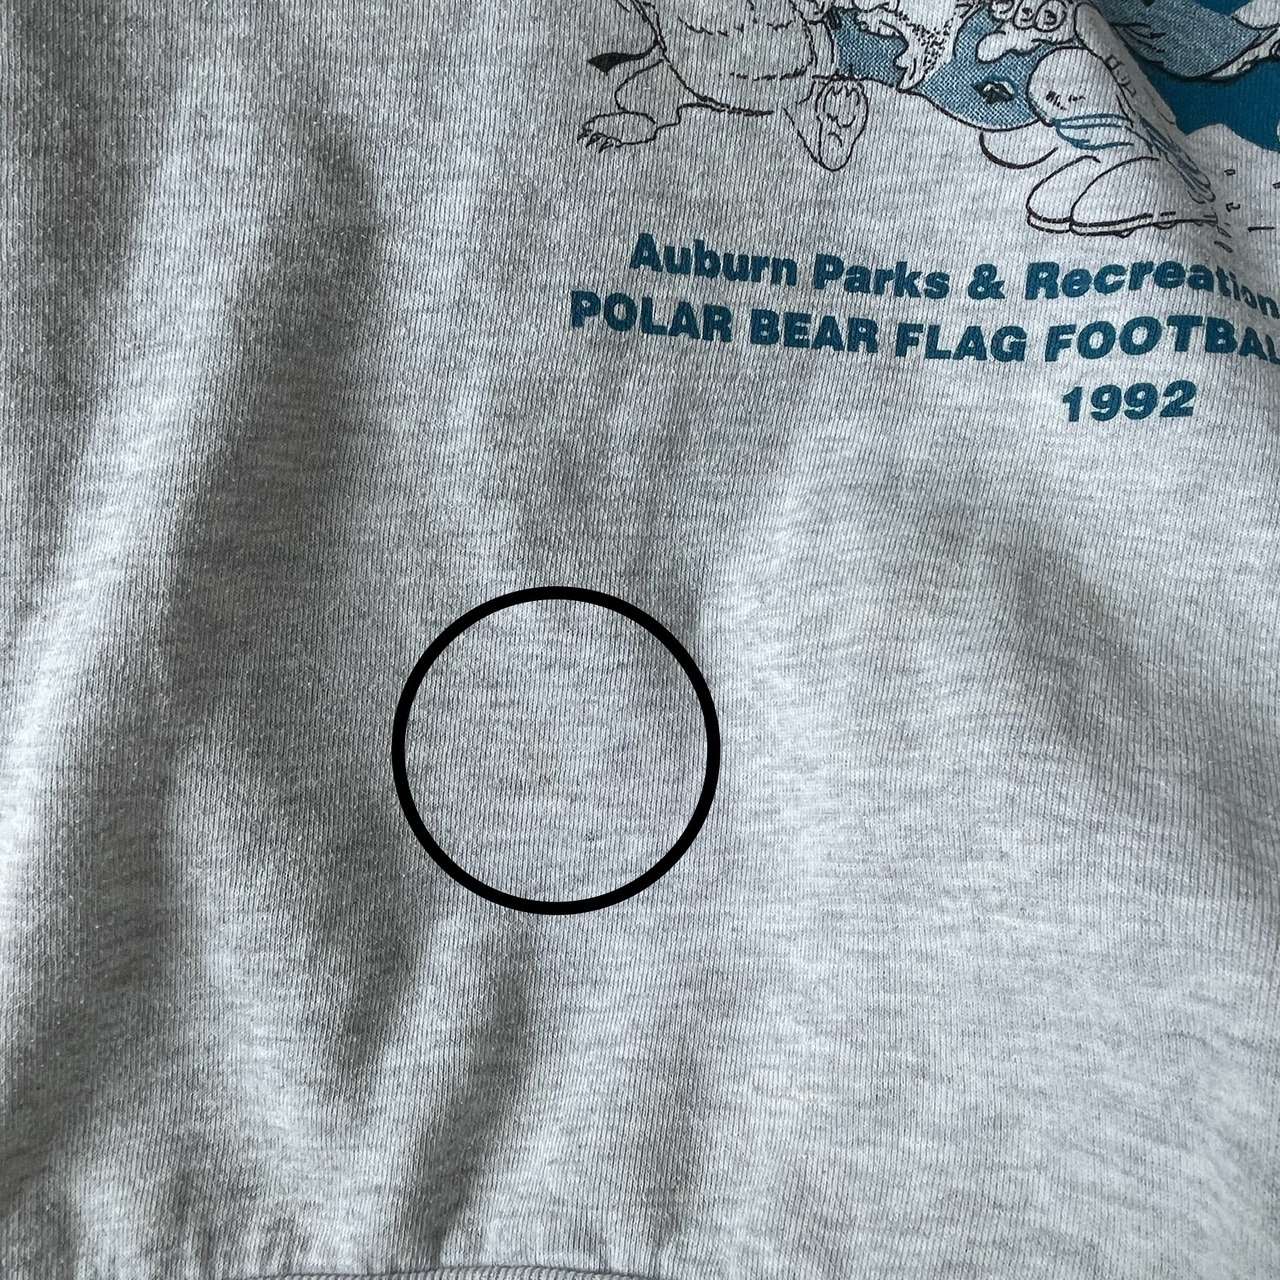 Auburn Parks & Recreation
POLAR BEAR FLAG FOOTBAL
1992